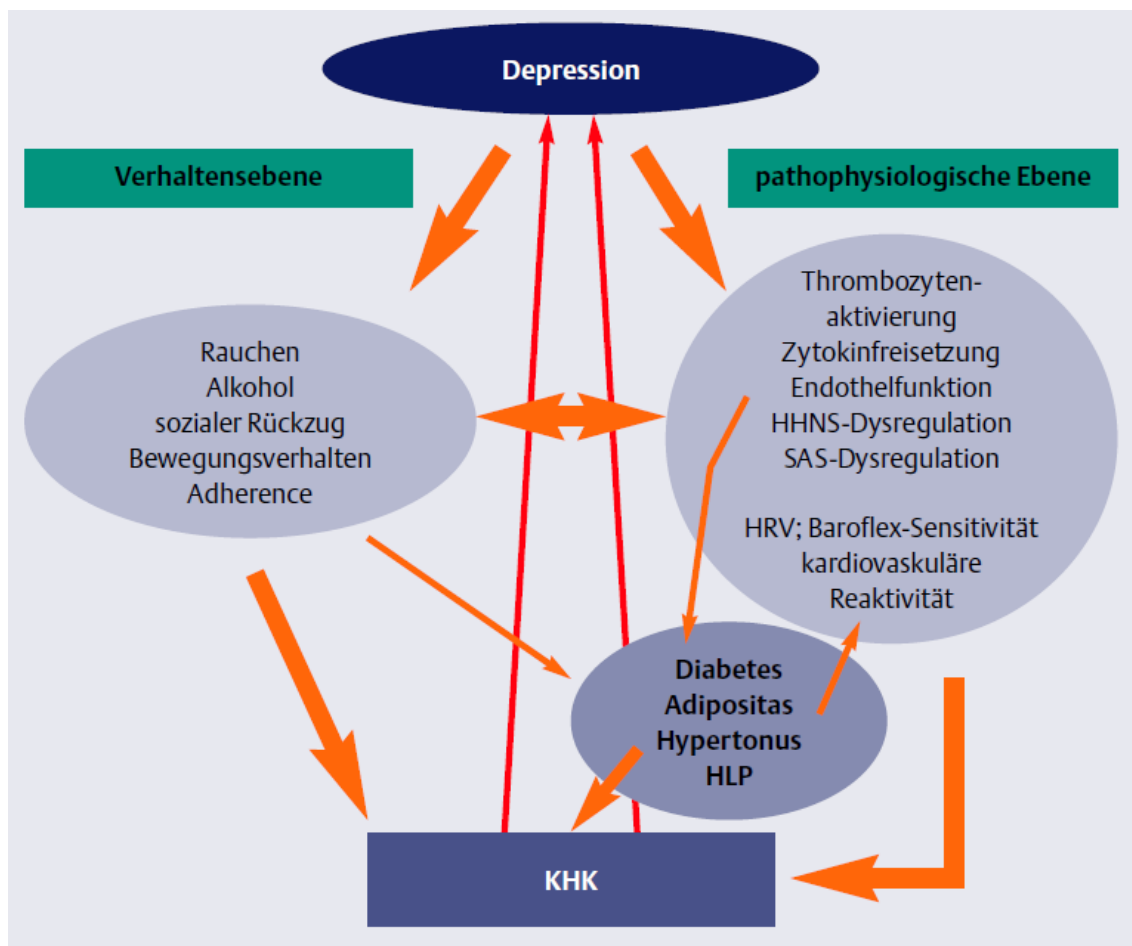 Depression
Verhaltensebene
pathophysiologische Ebene
Rauchen
Alkohol
sozialer Rückzug
Bewegungsverhalten
Adherence
Thrombozyten-
aktivierung
Zytokinfreisetzung
Endothelfunktion
HHNS-Dysregulation
SAS-Dysregulation
HRV; Baroflex-Sensitivität
kardiovaskuläre
Reaktivität
Diabetes
Adipositas
Hypertonus
HLP
KHK